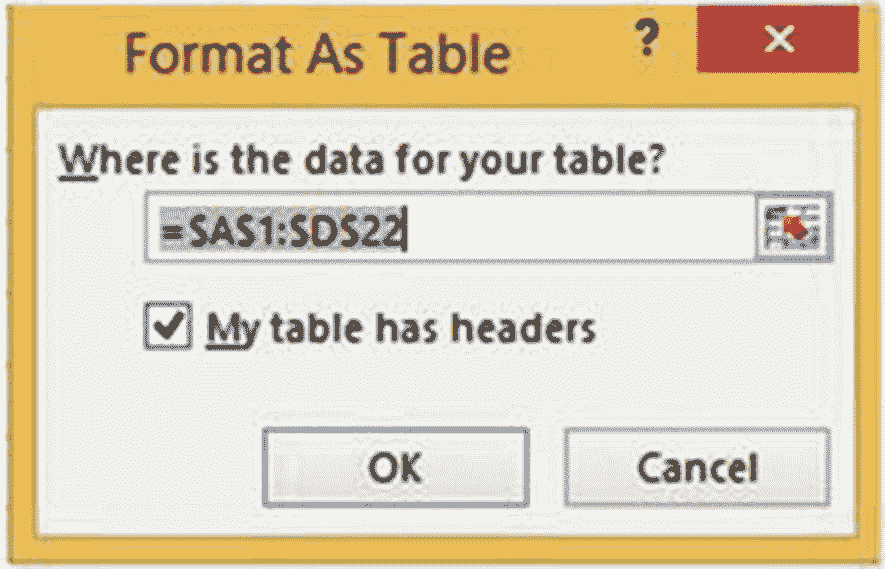 Format As Table ?
Where is the data for your table?
=$A$1:$D$22
My table has headers
OK Cancel